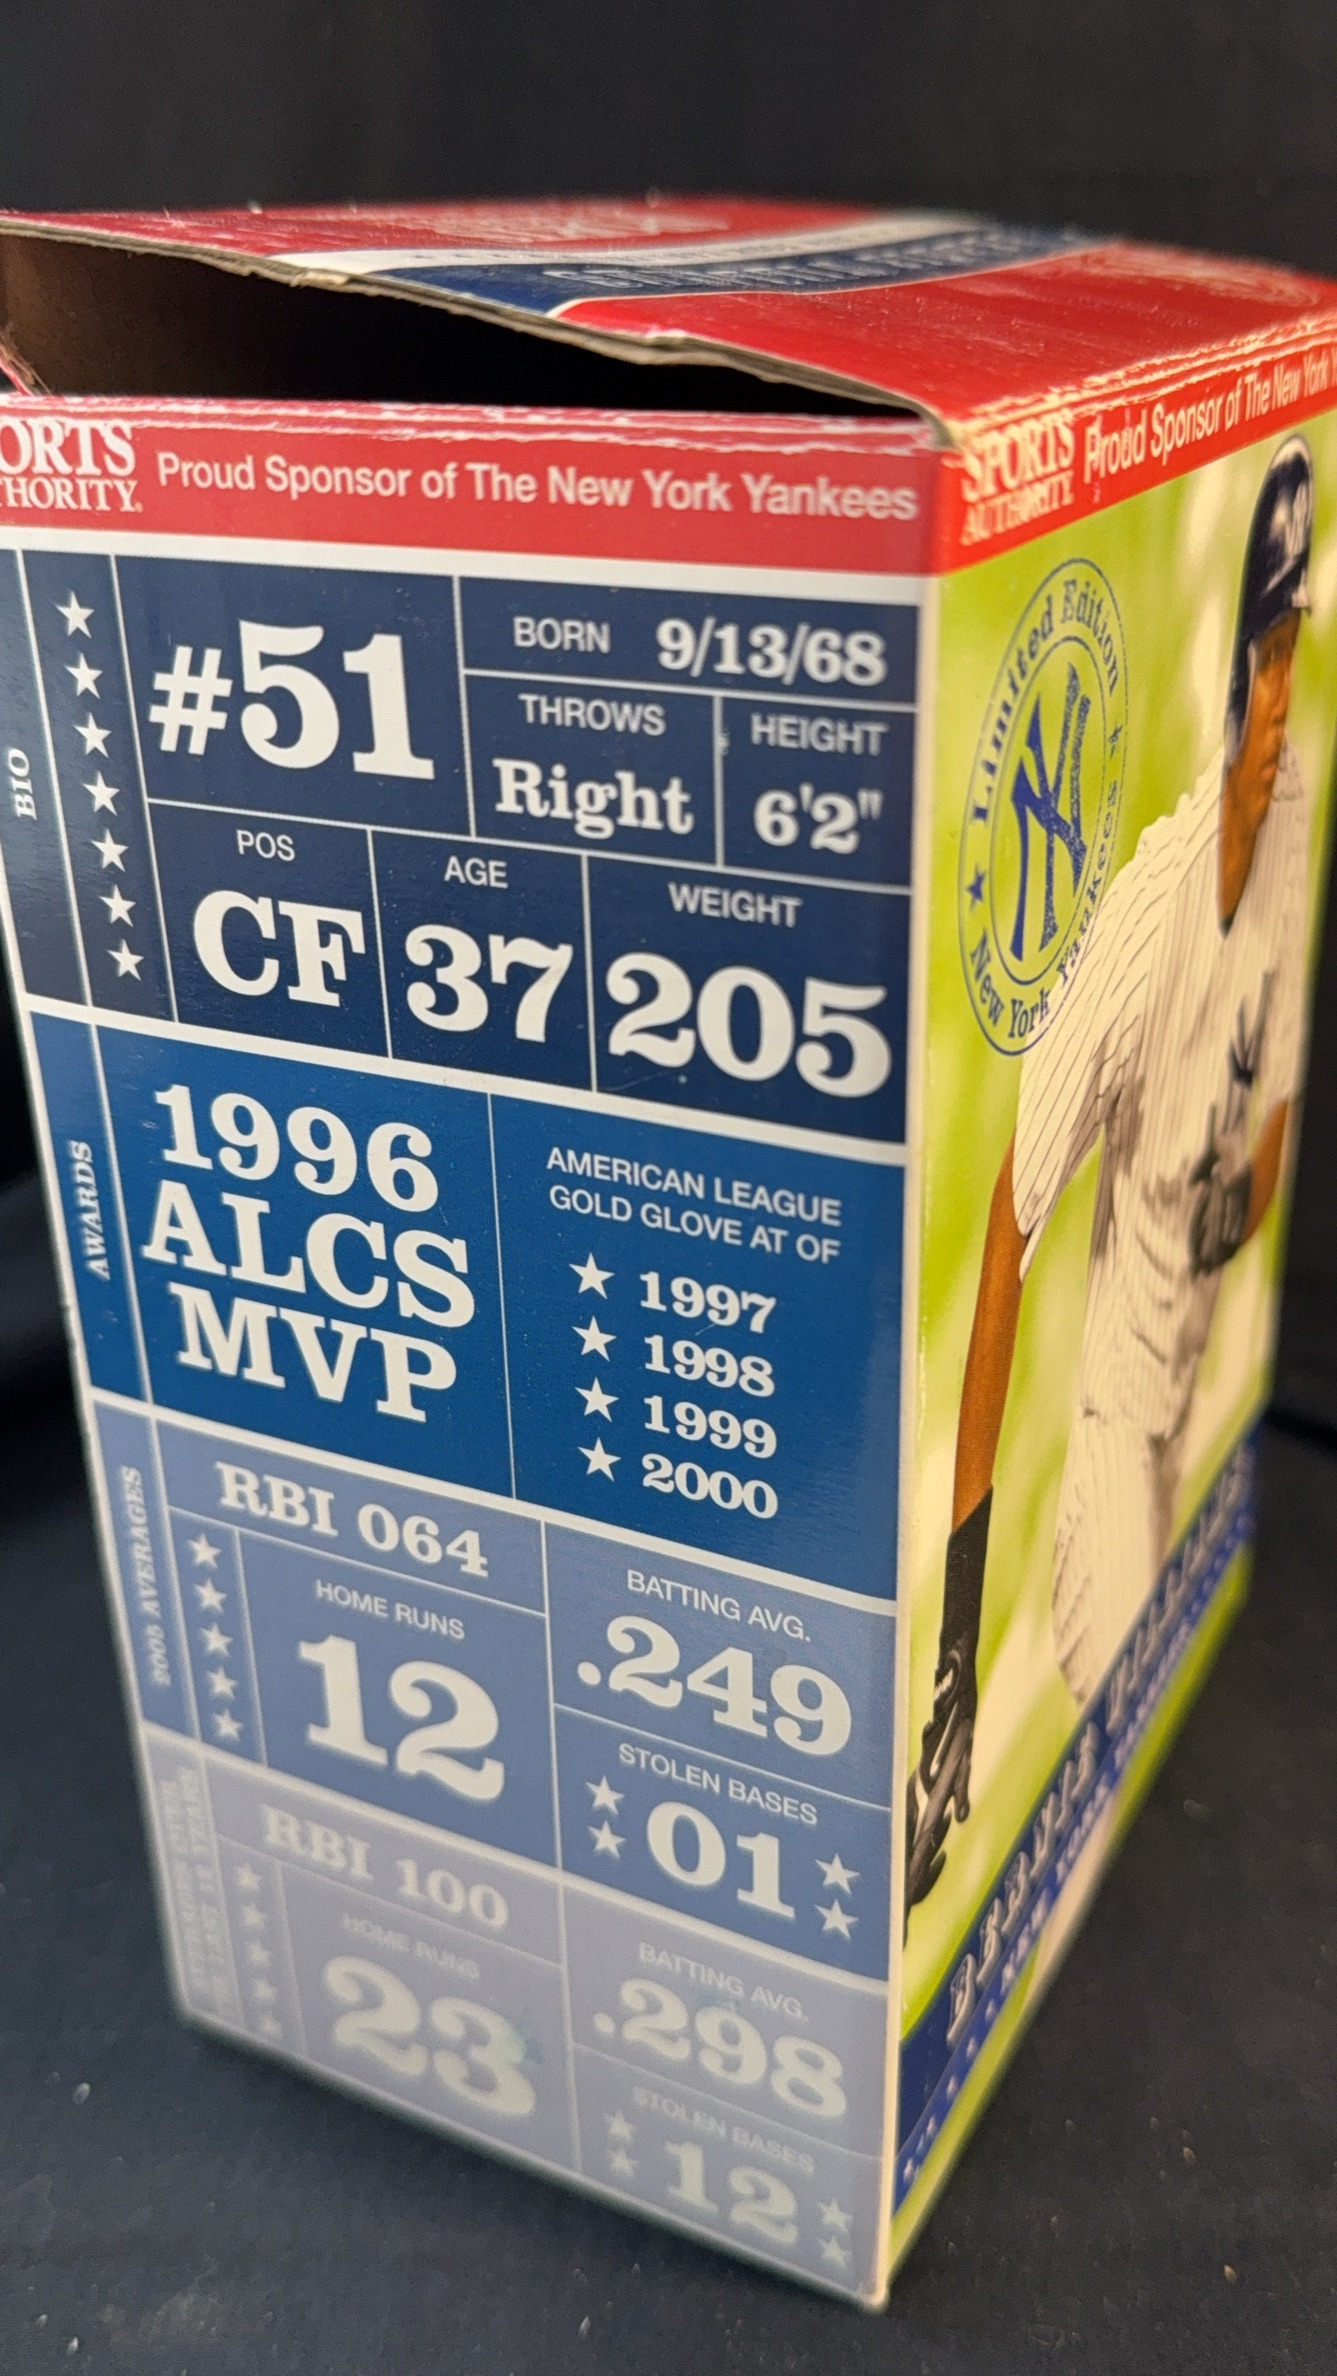 ORTS
THORITY.
Proud Sponsor of The New York Yankees
BIO
#51
BORN 9/13/68
THROWS
Right
HEIGHT
6'2"
POS
CF
AGE
37
WEIGHT
205
AWARDS
1996
ALCS
MVP
AMERICAN LEAGUE
GOLD GLOVE AT OF
1997
1998
1999
2000
2005 AVERAGES
RBI 064
HOME RUNS
12
BATTING AVG.
.249
STOLEN BASES
01
RBI 100
HOME RUNS
23
BATTING AVG.
.298
STOLEN BASES
12
SPORTS
AUTHORITY.
Proud Sponsor of The New York
Limited Edition
NY
New York Yankees